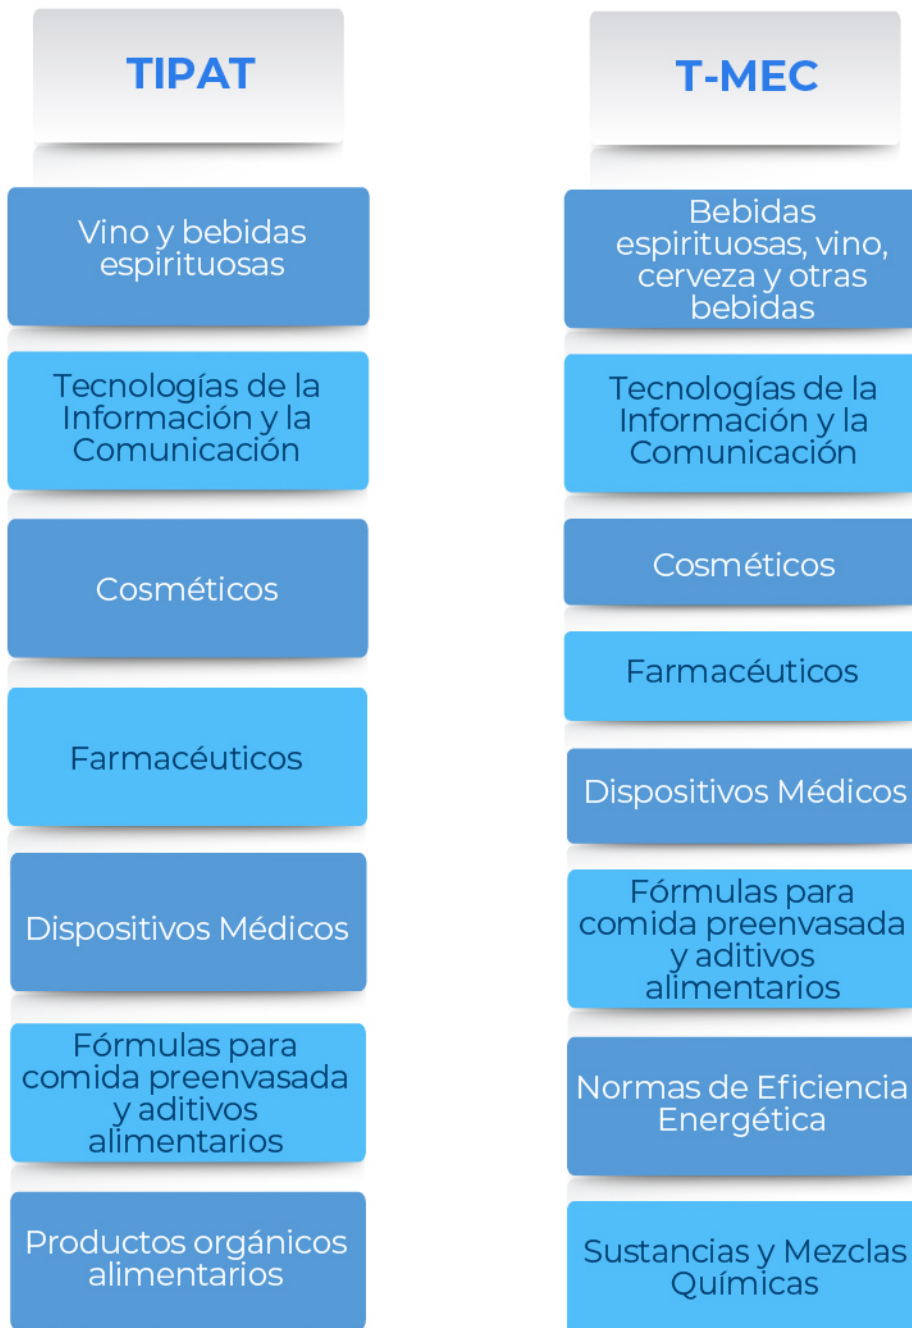 TIPAT
Vino y bebidas
espirituosas
Tecnologías de la
Información y la
Comunicación
Cosméticos
Farmacéuticos
Dispositivos Médicos
Fórmulas para
comida preenvasada
y aditivos
alimentarios
Productos orgánicos
alimentarios
T-MEC
Bebidas
espirituosas, vino,
cerveza y otras
bebidas
Tecnologías de la
Información y la
Comunicación
Cosméticos
Farmacéuticos
Dispositivos Médicos
Fórmulas para
comida preenvasada
y aditivos
alimentarios
Normas de Eficiencia
Energética
Sustancias y Mezclas
Químicas